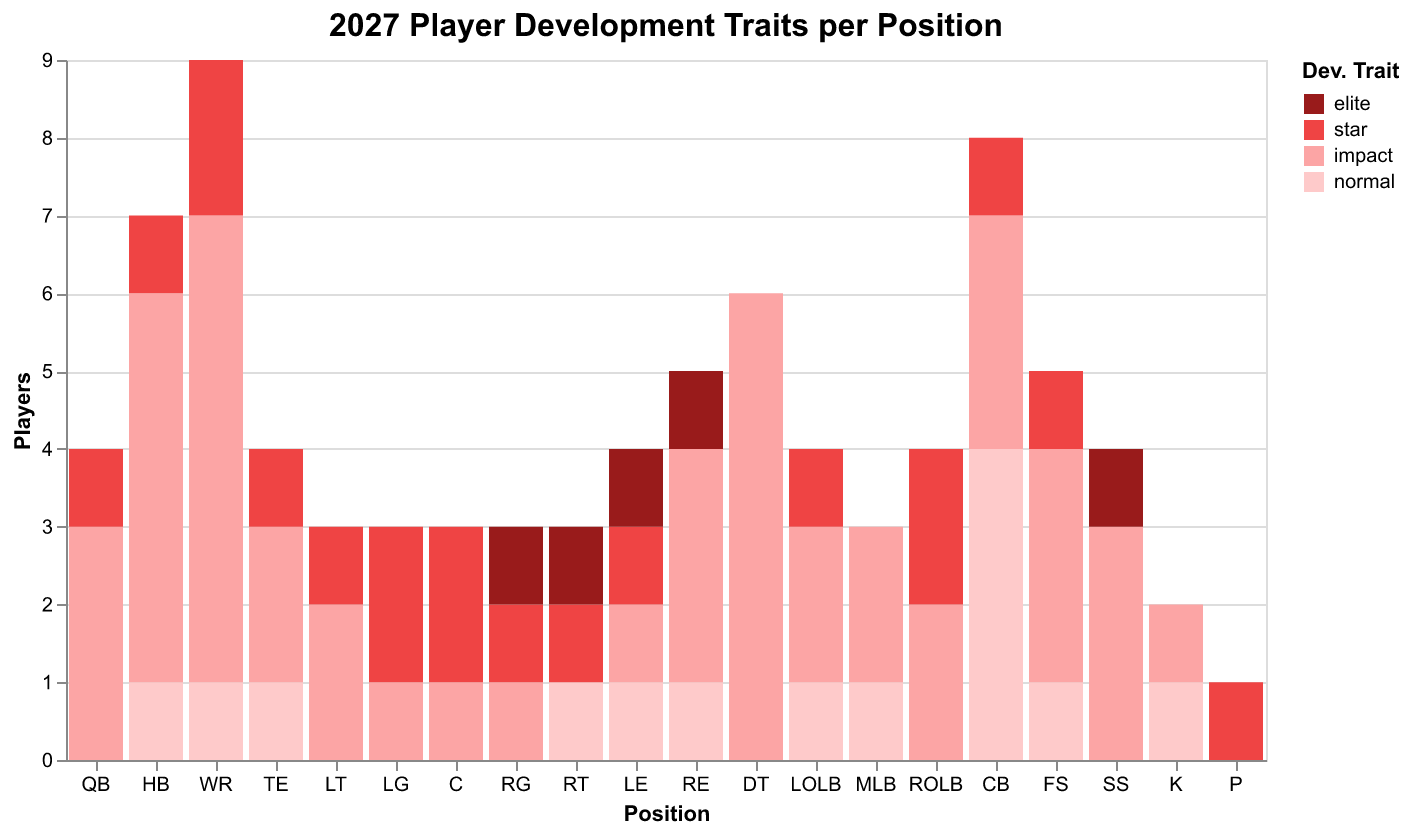 2027 Player Development Traits per Position
Dev. Trait
elite
star
impact
normal
Players
9
8
7
6
5
4
3
2
1
0
QB HB WR TE LT LG C RG RT LE RE DT LOLB MLB ROLB CB FS SS K P
Position